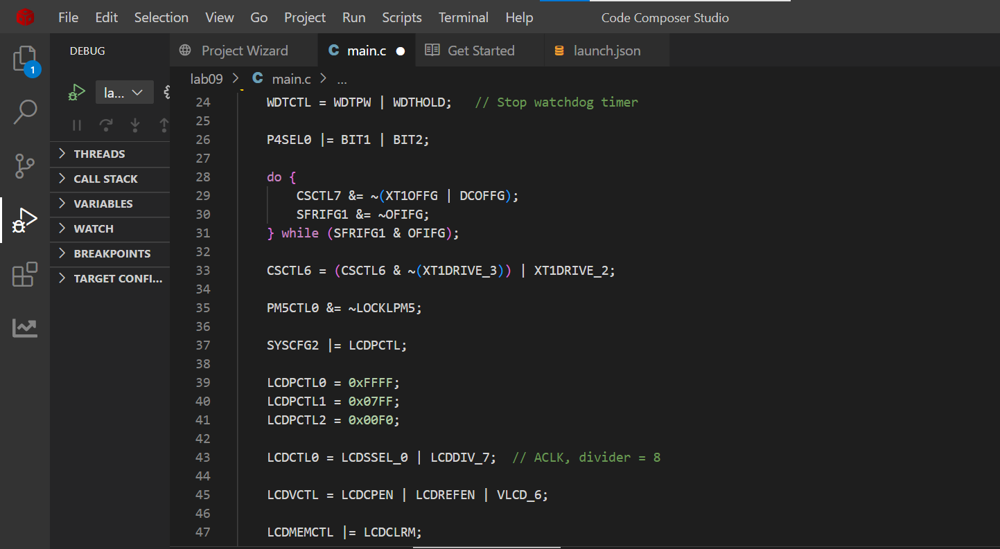 File Edit Selection View Go Project Run Scripts Terminal Help Code Composer Studio
1
DEBUG
la...
THREADS
CALL STACK
VARIABLES
WATCH
BREAKPOINTS
TARGET CONFI...
Project Wizard C main.c Get Started launch.json
lab09 > C main.c > ...
24 WDTCTL = WDTPW | WDTHOLD; // Stop watchdog timer
25
26 P4SEL0 |= BIT1 | BIT2;
27
28 do {
29 CSCTL7 &= ~(XT1OFFG | DCOFFG);
30 SFRIFG1 &= ~OFIFG;
31 } while (SFRIFG1 & OFIFG);
32
33 CSCTL6 = (CSCTL6 & ~(XT1DRIVE_3)) | XT1DRIVE_2;
34
35 PM5CTL0 &= ~LOCKLPM5;
36
37 SYSCFG2 |= LCDPCTL;
38
39 LCDPCTL0 = 0xFFFF;
40 LCDPCTL1 = 0x07FF;
41 LCDPCTL2 = 0x00F0;
42
43 LCDCTL0 = LCDSSEL_0 | LCDDIV_7; // ACLK, divider = 8
44
45 LCDVCTL = LCDCPEN | LCDREFEN | VLCD_6;
46
47 LCDMEMCTL |= LCDCLRM;